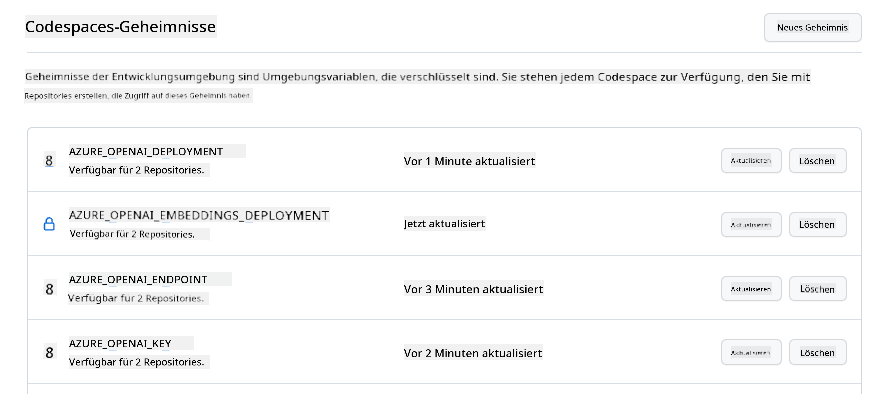 Codespaces-Geheimnisse
Neues Geheimnis
Geheimnisse der Entwicklungsumgebung sind Umgebungsvariablen, die verschlüsselt sind. Sie stehen jedem Codespace zur Verfügung, den Sie mit
Repositories erstellen, die Zugriff auf dieses Geheimnis haben
8
AZURE_OPENAI_DEPLOYMENT
Verfügbar für 2 Repositories.
Vor 1 Minute aktualisiert
Aktualisieren
Löschen
AZURE_OPENAI_EMBEDDINGS_DEPLOYMENT
Verfügbar für 2 Repositories.
Jetzt aktualisiert
Aktualisieren
Löschen
8
AZURE_OPENAI_ENDPOINT
Verfügbar für 2 Repositories.
Vor 3 Minuten aktualisiert
Aktualisieren
Löschen
8
AZURE_OPENAI_KEY
Verfügbar für 2 Repositories.
Vor 2 Minuten aktualisiert
Aktualisieren
Löschen